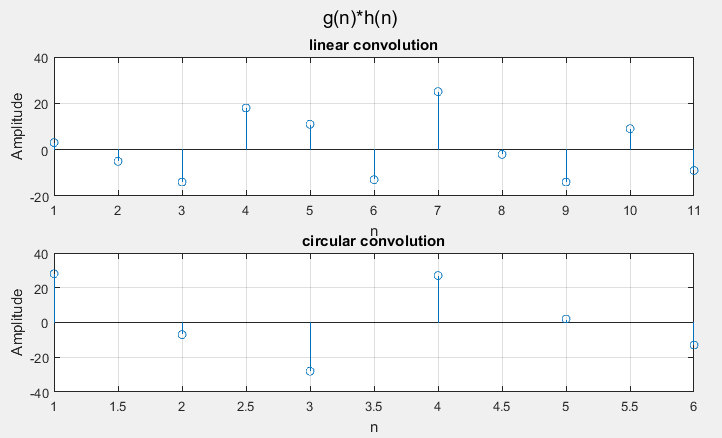 g(n)*h(n)
linear convolution
Amplitude
40
20
0
-20
1 2 3 4 5 6 7 8 9 10 11
n
circular convolution
Amplitude
40
20
0
-20
-40
1 1.5 2 2.5 3 3.5 4 4.5 5 5.5 6
n